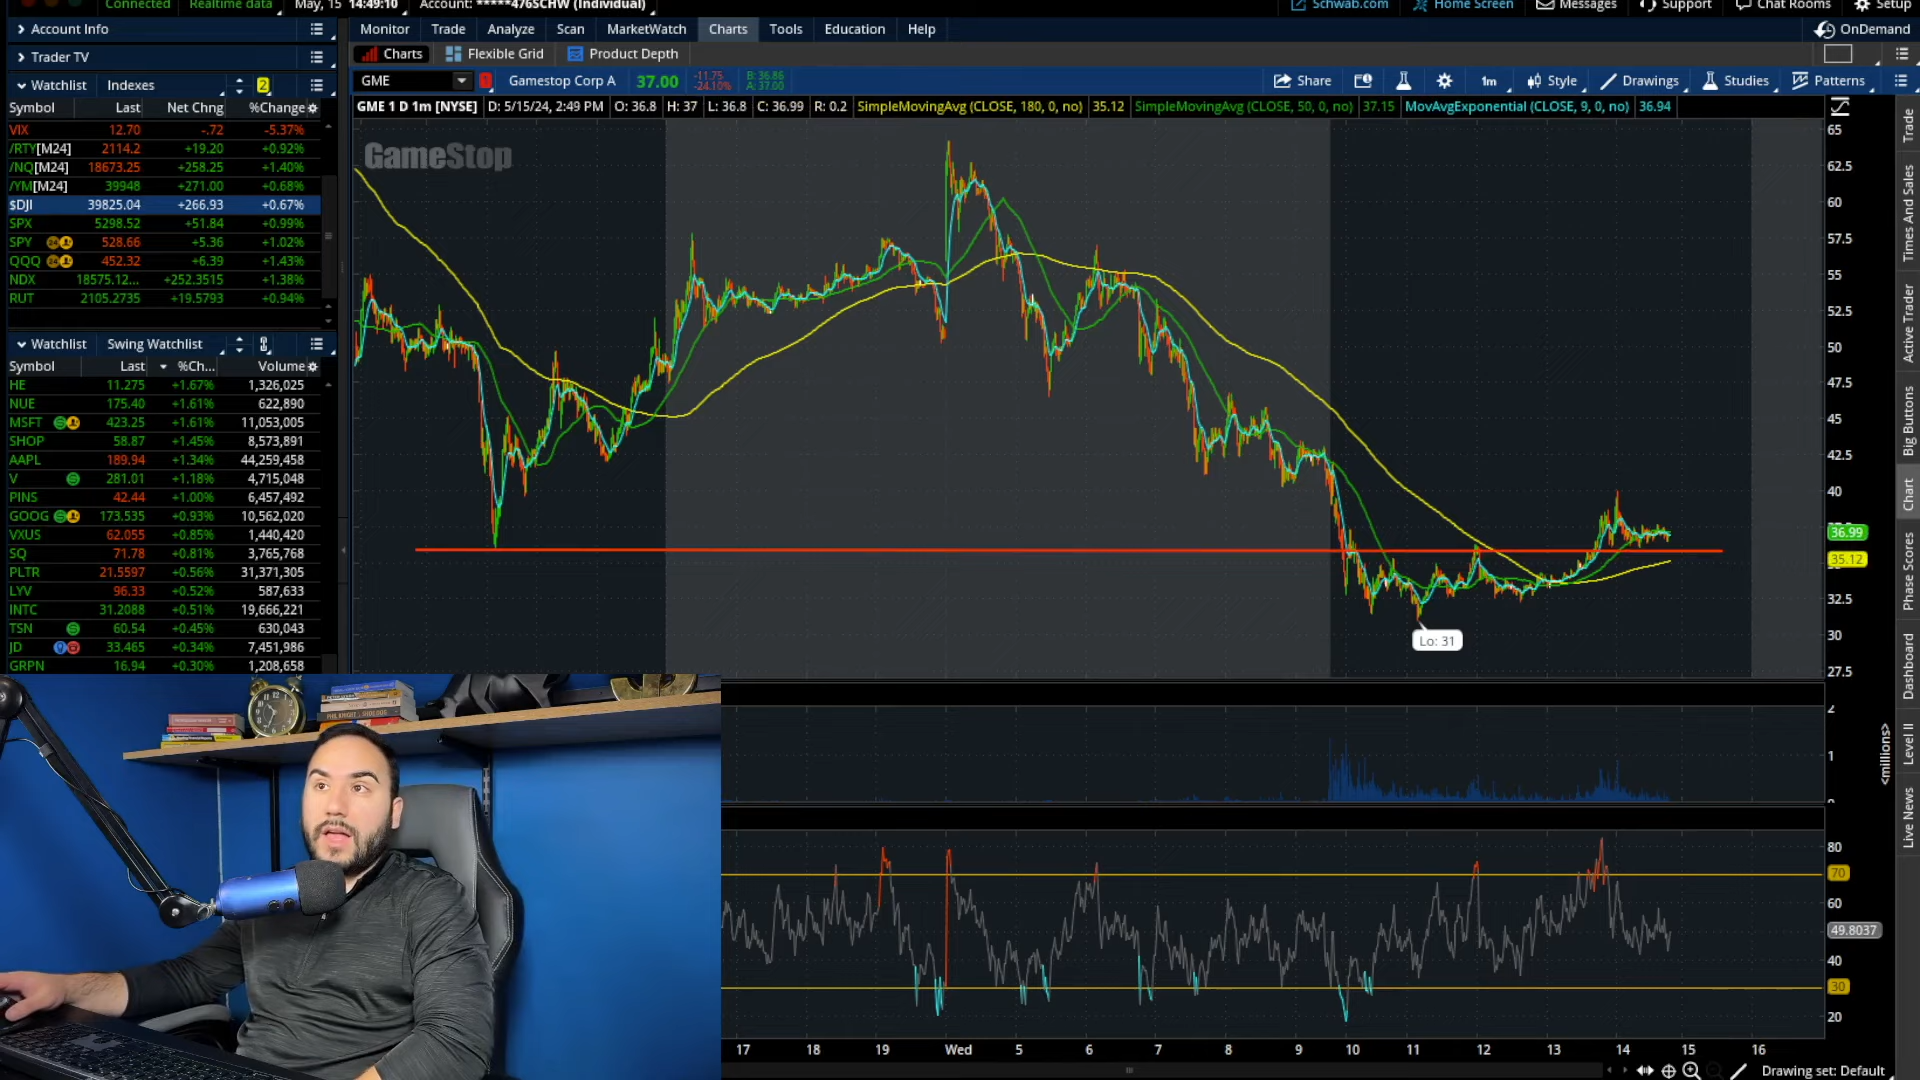 Connected Realtime data May, 15 14:49:10 Account: *****476SCHW (Individual) Schwab.com Home Screen Messages Support Chat Rooms Setup
Account Info
Monitor Trade Analyze Scan MarketWatch Charts Tools Education Help OnDemand
Trader TV
Charts Flexible Grid Product Depth
Watchlist Indexes 2
GME 1 Gamestop Corp A 37.00 -11.75 -24.10% B: 36.86 A: 37.00 Share 1m Style Drawings Studies Patterns
Symbol Last Net Chng %Change
GME 1 D 1m [NYSE] D: 5/15/24, 2:49 PM O: 36.8 H: 37 L: 36.8 C: 36.99 R: 0.2 SimpleMovingAvg (CLOSE, 180, 0, no) 35.12 SimpleMovingAvg (CLOSE, 50, 0, no) 37.15 MovAvgExponential (CLOSE, 9, 0, no) 36.94
VIX 12.70 -.72 -5.37%
/RTY[M24] 2114.2 +19.20 +0.92%
/NQ[M24] 18673.25 +258.25 +1.40%
/YM[M24] 39948 +271.00 +0.68%
$DJI 39825.04 +266.93 +0.67%
SPX 5298.52 +51.84 +0.99%
SPY 528.66 +5.36 +1.02%
QQQ 452.32 +6.39 +1.43%
NDX 18575.12... +252.3515 +1.38%
RUT 2105.2735 +19.5793 +0.94%
Watchlist Swing Watchlist
Symbol Last %Ch... Volume
HE 11.275 +1.67% 1,326,025
NUE 175.40 +1.61% 622,890
MSFT 423.25 +1.61% 11,053,005
SHOP 58.87 +1.45% 8,573,891
AAPL 189.94 +1.34% 44,259,458
V 281.01 +1.18% 4,715,048
PINS 42.44 +1.00% 6,457,492
GOOG 173.535 +0.93% 10,562,020
VXUS 62.055 +0.85% 1,440,420
SQ 71.78 +0.81% 3,765,768
PLTR 21.5597 +0.56% 31,371,305
LYV 96.33 +0.52% 587,633
INTC 31.2088 +0.51% 19,666,221
TSN 60.54 +0.45% 630,043
JD 33.465 +0.34% 7,451,986
GRPN 16.94 +0.30% 1,208,658
GameStop
Lo: 31
65
62.5
60
57.5
55
52.5
50
47.5
45
42.5
40
36.99
35.12
32.5
30
27.5
2
1
<millions>
80
70
60
49.8037
40
30
20
17 18 19 Wed 5 6 7 8 9 10 11 12 13 14 15 16
Drawing set: Default
Trade
Times And Sales
Active Trader
Big Buttons
Chart
Phase Scores
Dashboard
Level II
Live News